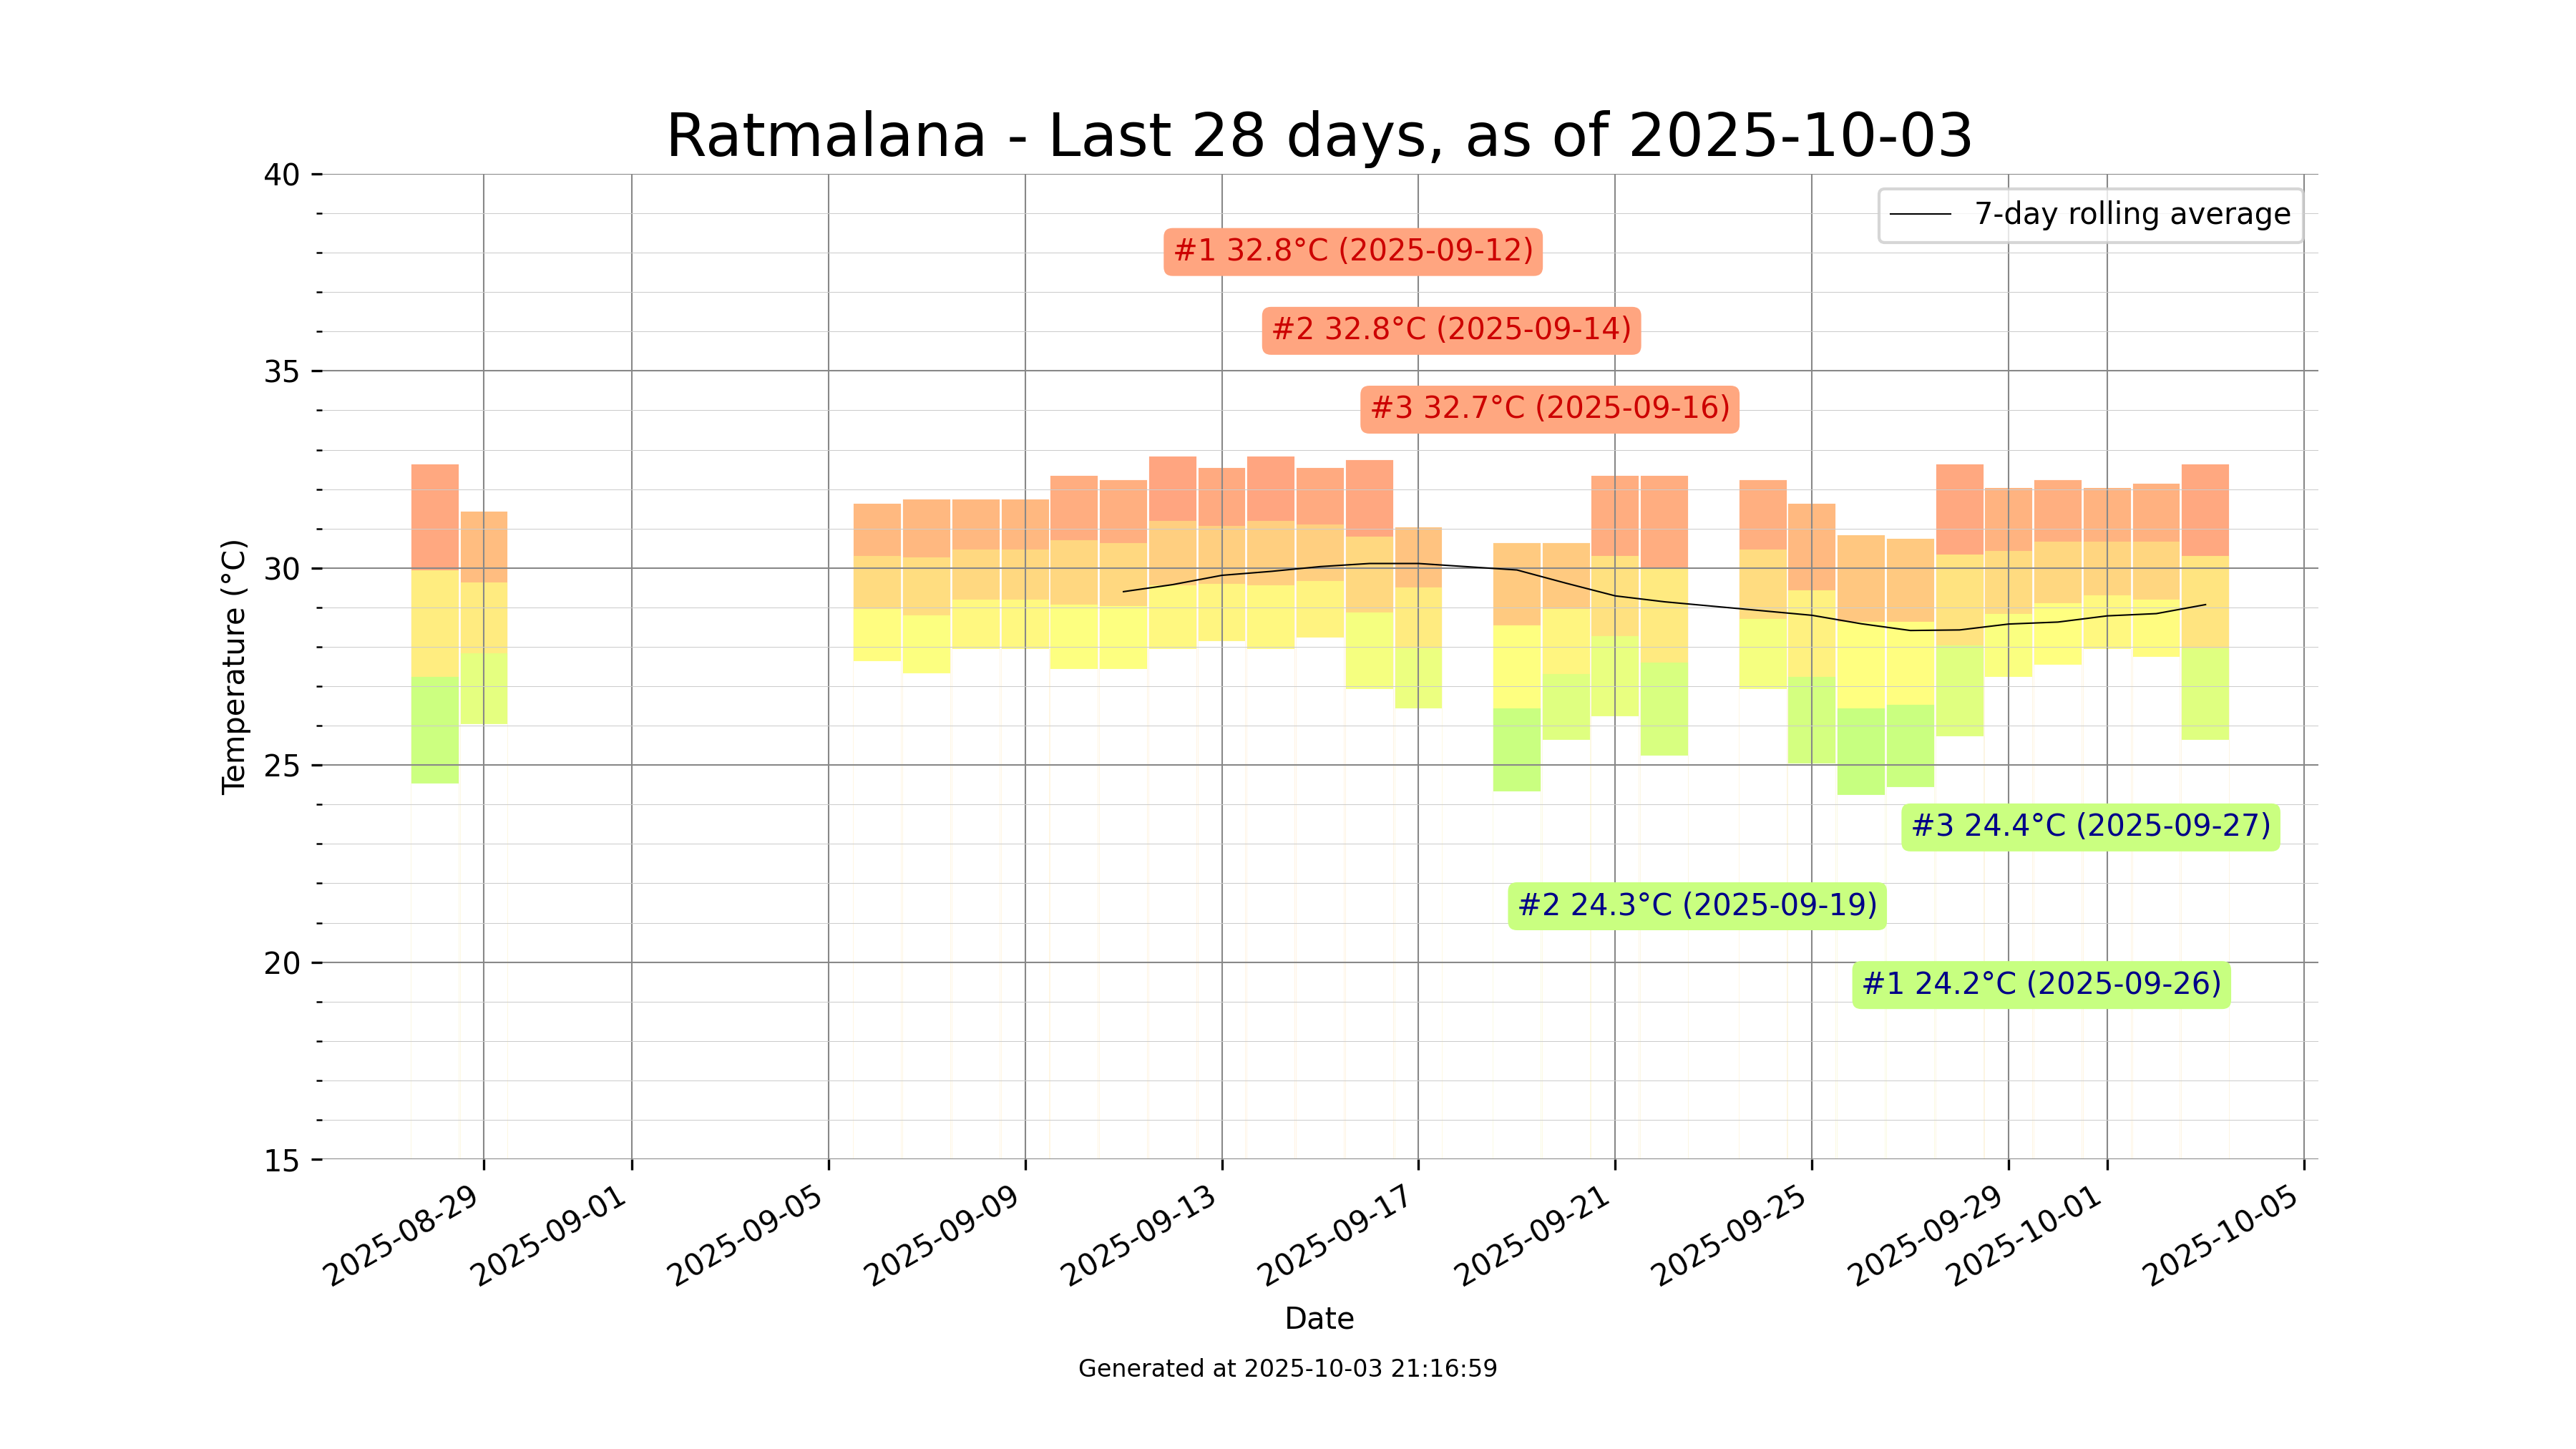 Ratmalana - Last 28 days, as of 2025-10-03
7-day rolling average
#1 32.8°C (2025-09-12)
#2 32.8°C (2025-09-14)
#3 32.7°C (2025-09-16)
#3 24.4°C (2025-09-27)
#2 24.3°C (2025-09-19)
#1 24.2°C (2025-09-26)
Temperature (°C)
40
35
30
25
20
15
2025-08-29
2025-09-01
2025-09-05
2025-09-09
2025-09-13
2025-09-17
2025-09-21
2025-09-25
2025-09-29
2025-10-01
2025-10-05
Date
Generated at 2025-10-03 21:16:59